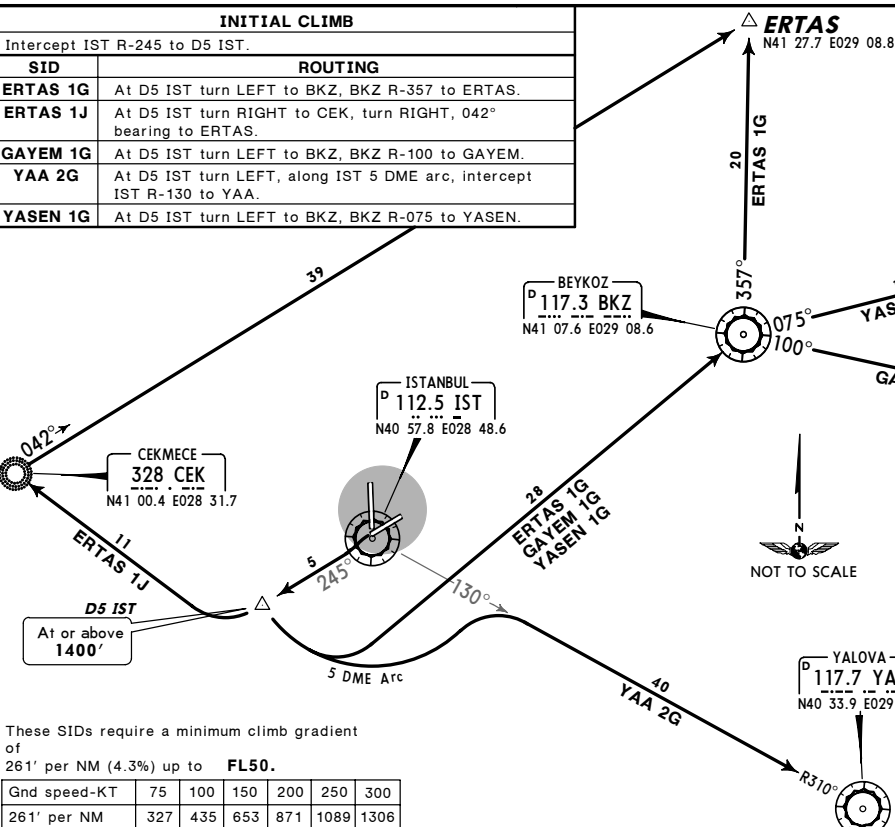 INITIAL CLIMB
Intercept IST R-245 to D5 IST.
SID ROUTING
ERTAS 1G At D5 IST turn LEFT to BKZ, BKZ R-357 to ERTAS.
ERTAS 1J At D5 IST turn RIGHT to CEK, turn RIGHT, 042°
bearing to ERTAS.
GAYEM 1G At D5 IST turn LEFT to BKZ, BKZ R-100 to GAYEM.
YAA 2G At D5 IST turn LEFT, along IST 5 DME arc, intercept
IST R-130 to YAA.
YASEN 1G At D5 IST turn LEFT to BKZ, BKZ R-075 to YASEN.
ERTAS
N41 27.7 E029 08.8
20
ERTAS 1G
357°
39
BEYKOZ
D 117.3 BKZ
N41 07.6 E029 08.6
075°
YAS
100°
GA
ISTANBUL
D 112.5 IST
N40 57.8 E028 48.6
042°
CEKMECE
328 CEK
N41 00.4 E028 31.7
11
ERTAS 1J
5
245°
130°
28
ERTAS 1G
GAYEM 1G
YASEN 1G
N
NOT TO SCALE
D5 IST
At or above
1400'
5 DME Arc
40
YAA 2G
YALOVA
D 117.7 YA
N40 33.9 E029
R310°
These SIDs require a minimum climb gradient
of
261' per NM (4.3%) up to FL50.
Gnd speed-KT 75 100 150 200 250 300
261' per NM 327 435 653 871 1089 1306